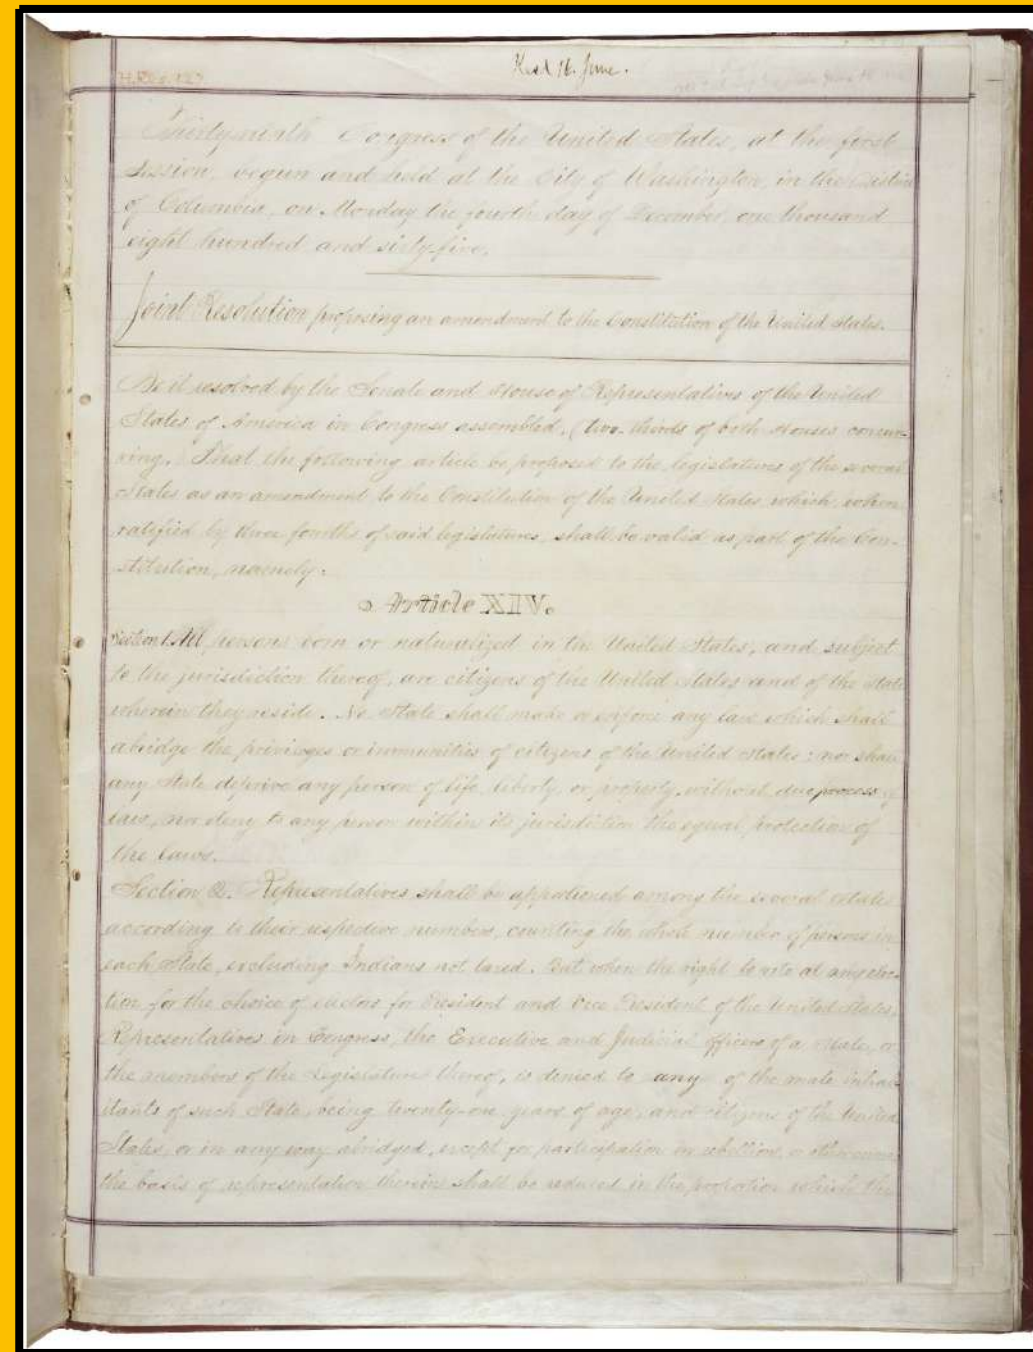 H.Res. 127
Recd 16. June.
Thirty-ninth Congress of the United States, at the first
Session, begun and held at the City of Washington, in the District
of Columbia, on Monday the fourth day of December, one thousand
eight hundred and sixty-five.
Joint Resolution proposing an amendment to the Constitution of the United States.
Be it resolved by the Senate and House of Representatives of the United
States of America in Congress assembled, (two-thirds of both Houses concur-
ring,) That the following article be proposed to the legislatures of the several
States as an amendment to the Constitution of the United States, which, when
ratified by three fourths of said legislatures, shall be valid as part of the Con-
stitution, namely:
Article XIV.
Section 1. All persons born or naturalized in the United States, and subject
to the jurisdiction thereof, are citizens of the United States and of the State
wherein they reside. No State shall make or enforce any law which shall
abridge the privileges or immunities of citizens of the United States; nor shall
any State deprive any person of life, liberty, or property, without due process of
law, nor deny to any person within its jurisdiction the equal protection of
the laws.
Section 2. Representatives shall be apportioned among the several States
according to their respective numbers, counting the whole number of persons in
each State, excluding Indians not taxed. But when the right to vote at any elec-
tion for the choice of electors for President and Vice President of the United States,
Representatives in Congress, the Executive and Judicial officers of a State, or
the members of the Legislature thereof, is denied to any of the male inhab-
itants of such State, being twenty-one years of age, and citizens of the United
States, or in any way abridged, except for participation in rebellion, or other crime,
the basis of representation therein shall be reduced in the proportion which the